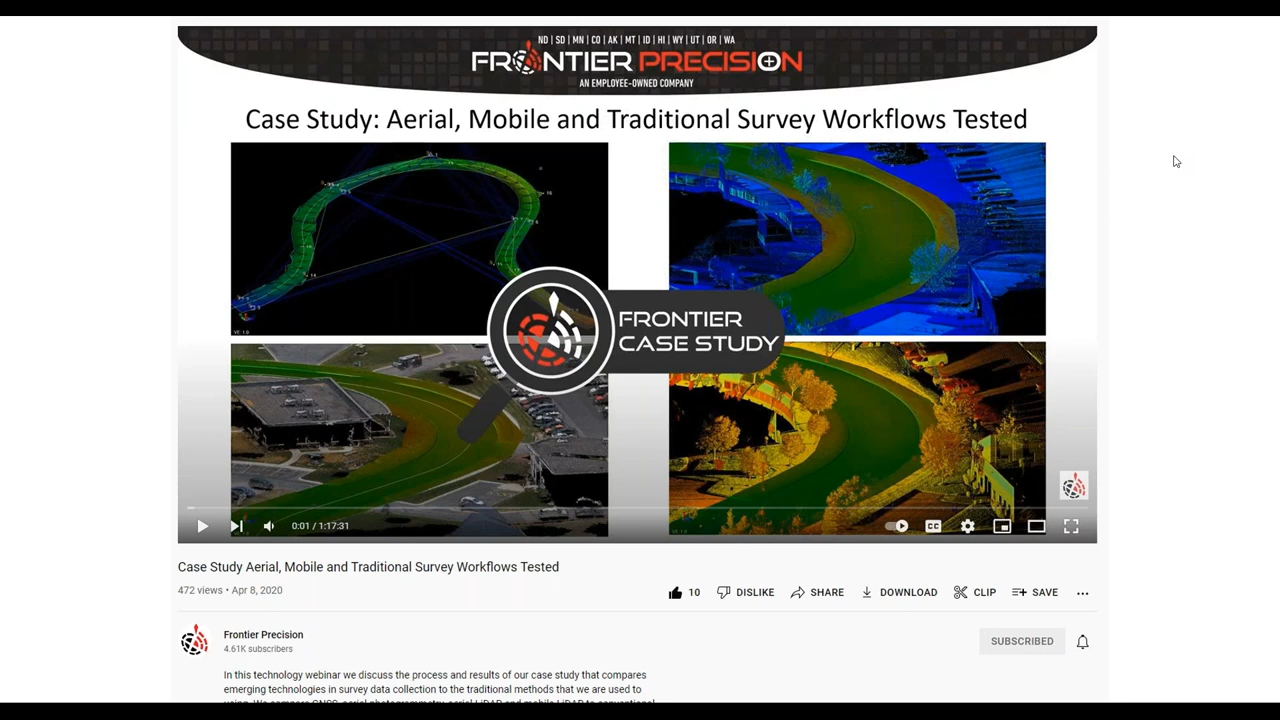 ND | SD | MN | CO | AK | MT | ID | HI | WY | UT | OR | WA
FRONTIER PRECISION
AN EMPLOYEE-OWNED COMPANY
Case Study: Aerial, Mobile and Traditional Survey Workflows Tested
FRONTIER
CASE STUDY
0:01 / 1:17:31
CC
Case Study Aerial, Mobile and Traditional Survey Workflows Tested
472 views • Apr 8, 2020
10 DISLIKE SHARE DOWNLOAD CLIP SAVE
Frontier Precision
4.61K subscribers
SUBSCRIBED
In this technology webinar we discuss the process and results of our case study that compares
emerging technologies in survey data collection to the traditional methods that we are used to